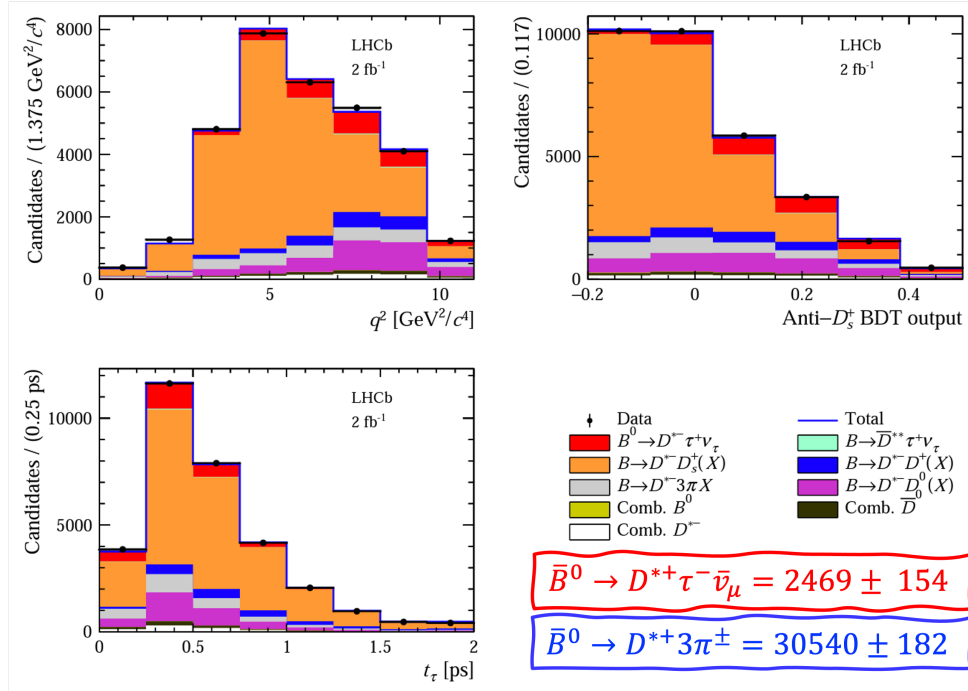 Candidates / (1.375 GeV²/c⁴)
8000
6000
4000
2000
0
LHCb
2 fb⁻¹
0 5 10
q² [GeV²/c⁴]
Candidates / (0.117)
10000
5000
0
LHCb
2 fb⁻¹
−0.2 0 0.2 0.4
Anti−Dₛ⁺ BDT output
Candidates / (0.25 ps)
10000
5000
0
LHCb
2 fb⁻¹
0 0.5 1 1.5 2
t_τ [ps]
Data
Total
B⁰→D*⁻τ⁺ν_τ
B→D̅**τ⁺ν_τ
B→D*⁻Dₛ⁺(X)
B→D*⁻D⁺(X)
B→D*⁻3πX
B→D*⁻D⁰(X)
Comb. B⁰
Comb. D̅⁰
Comb. D*⁻
B̅⁰ → D*⁺τ⁻ν̅_μ = 2469 ± 154
B̅⁰ → D*⁺3π^± = 30540 ± 182